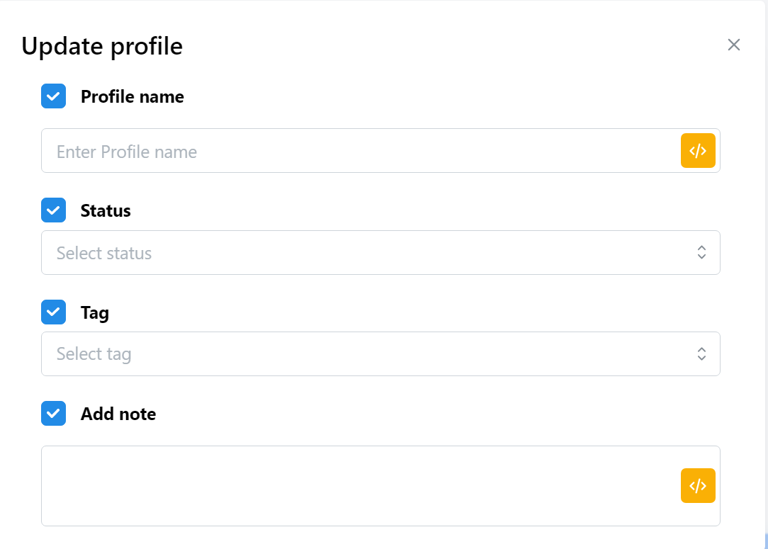 Update profile
Profile name
Enter Profile name
</>
Status
Select status
Tag
Select tag
Add note
</>